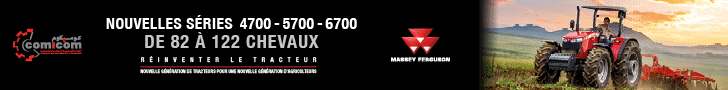 كوميكوم
comicom
NOUVELLES SÉRIES 4700 - 5700 - 6700
DE 82 À 122 CHEVAUX
RÉINVENTER LE TRACTEUR
NOUVELLE GÉNÉRATION DE TRACTEURS POUR UNE NOUVELLE GÉNÉRATION D'AGRICULTEURS
MASSEY FERGUSON